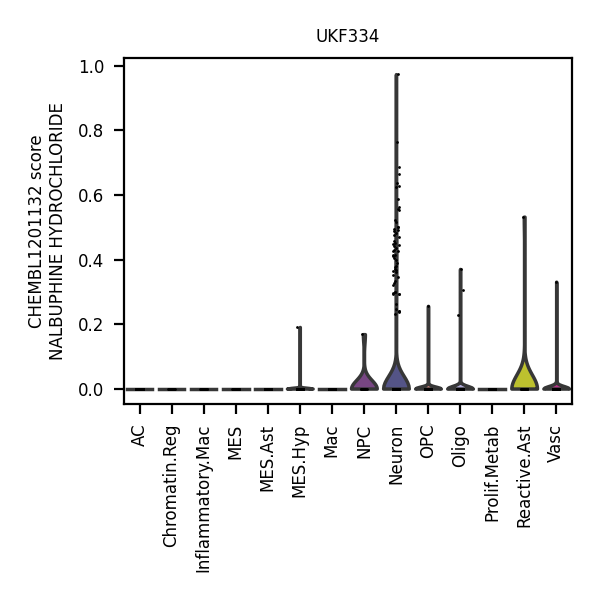 UKF334
CHEMBL1201132 score
NALBUPHINE HYDROCHLORIDE
1.0
0.8
0.6
0.4
0.2
0.0
AC
Chromatin.Reg
Inflammatory.Mac
MES
MES.Ast
MES.Hyp
Mac
NPC
Neuron
OPC
Oligo
Prolif.Metab
Reactive.Ast
Vasc